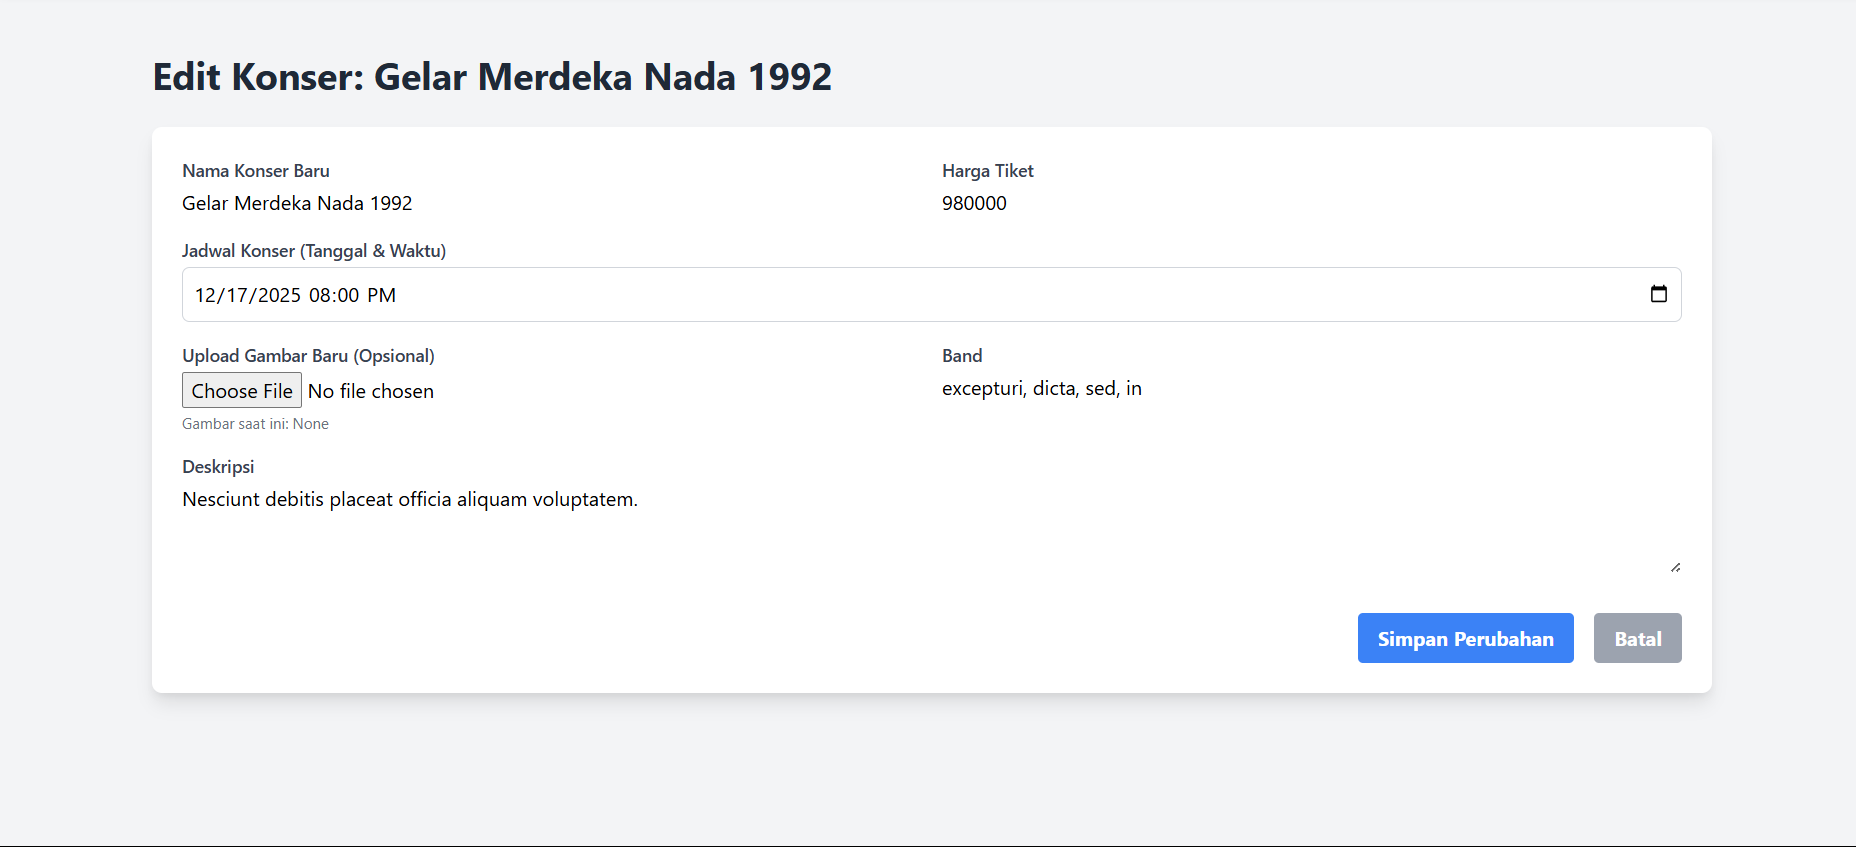 Edit Konser: Gelar Merdeka Nada 1992
Nama Konser Baru
Harga Tiket
Gelar Merdeka Nada 1992
980000
Jadwal Konser (Tanggal & Waktu)
12/17/2025 08:00 PM
Upload Gambar Baru (Opsional)
Band
Choose File No file chosen
excepturi, dicta, sed, in
Gambar saat ini: None
Deskripsi
Nesciunt debitis placeat officia aliquam voluptatem.
Simpan Perubahan
Batal